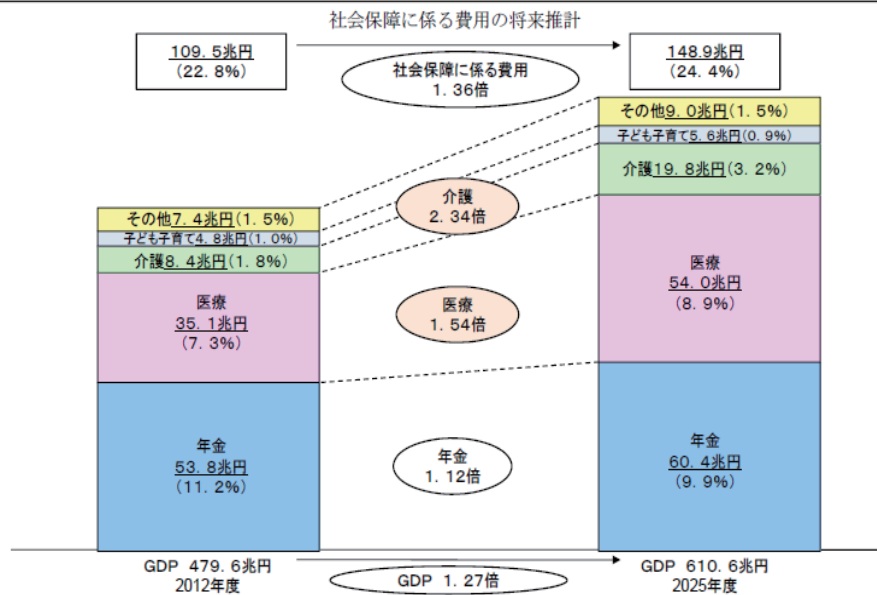 社会保障に係る費用の将来推計
109.5兆円
(22.8%)
社会保障に係る費用
1.36倍
148.9兆円
(24.4%)
その他9.0兆円(1.5%)
子ども子育て5.6兆円(0.9%)
介護19.8兆円(3.2%)
医療
54.0兆円
(8.9%)
年金
60.4兆円
(9.9%)
介護
2.34倍
医療
1.54倍
年金
1.12倍
その他7.4兆円(1.5%)
子ども子育て4.8兆円(1.0%)
介護8.4兆円(1.8%)
医療
35.1兆円
(7.3%)
年金
53.8兆円
(11.2%)
GDP 479.6兆円
2012年度
GDP 1.27倍
GDP 610.6兆円
2025年度